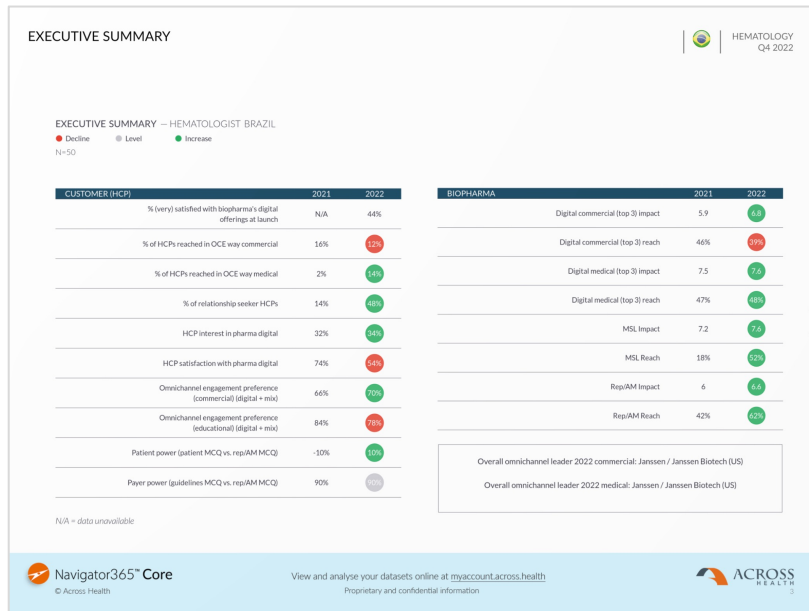 EXECUTIVE SUMMARY
HEMATOLOGY
Q4 2022
EXECUTIVE SUMMARY — HEMATOLOGIST BRAZIL
Decline Level Increase
N=50
CUSTOMER (HCP) 2021 2022
% (very) satisfied with biopharma's digital
offerings at launch N/A 44%
% of HCPs reached in OCE way commercial 16% 12%
% of HCPs reached in OCE way medical 2% 14%
% of relationship seeker HCPs 14% 48%
HCP interest in pharma digital 32% 34%
HCP satisfaction with pharma digital 74% 54%
Omnichannel engagement preference
(commercial) (digital + mix) 66% 70%
Omnichannel engagement preference
(educational) (digital + mix) 84% 78%
Patient power (patient MCQ vs. rep/AM MCQ) -10% 10%
Payer power (guidelines MCQ vs. rep/AM MCQ) 90% 90%
N/A = data unavailable
BIOPHARMA 2021 2022
Digital commercial (top 3) impact 5.9 6.8
Digital commercial (top 3) reach 46% 39%
Digital medical (top 3) impact 7.5 7.6
Digital medical (top 3) reach 47% 48%
MSL Impact 7.2 7.6
MSL Reach 18% 52%
Rep/AM Impact 6 6.6
Rep/AM Reach 42% 62%
Overall omnichannel leader 2022 commercial: Janssen / Janssen Biotech (US)
Overall omnichannel leader 2022 medical: Janssen / Janssen Biotech (US)
Navigator365™ Core
© Across Health
View and analyse your datasets online at myaccount.across.health
Proprietary and confidential information
ACROSS
HEALTH
3